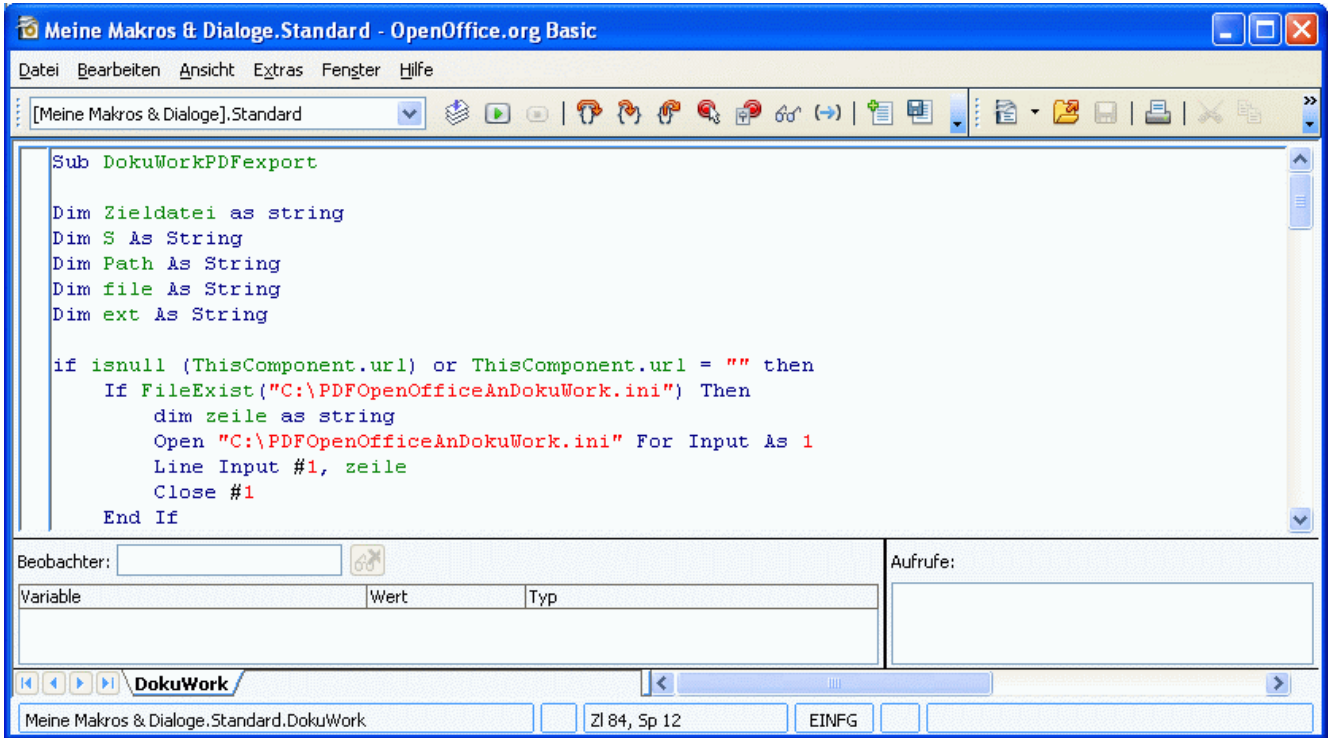 Meine Makros & Dialoge.Standard - OpenOffice.org Basic
Datei Bearbeiten Ansicht Extras Fenster Hilfe
[Meine Makros & Dialoge].Standard
Sub DokuWorkPDFexport
Dim Zieldatei as string
Dim S As String
Dim Path As String
Dim file As String
Dim ext As String
if isnull (ThisComponent.url) or ThisComponent.url = "" then
If FileExist("C:\PDFOpenOfficeAnDokuWork.ini") Then
dim zeile as string
Open "C:\PDFOpenOfficeAnDokuWork.ini" For Input As 1
Line Input #1, zeile
Close #1
End If
Beobachter:
Aufrufe:
Variable Wert Typ
DokuWork
Meine Makros & Dialoge.Standard.DokuWork Zl 84, Sp 12 EINFG